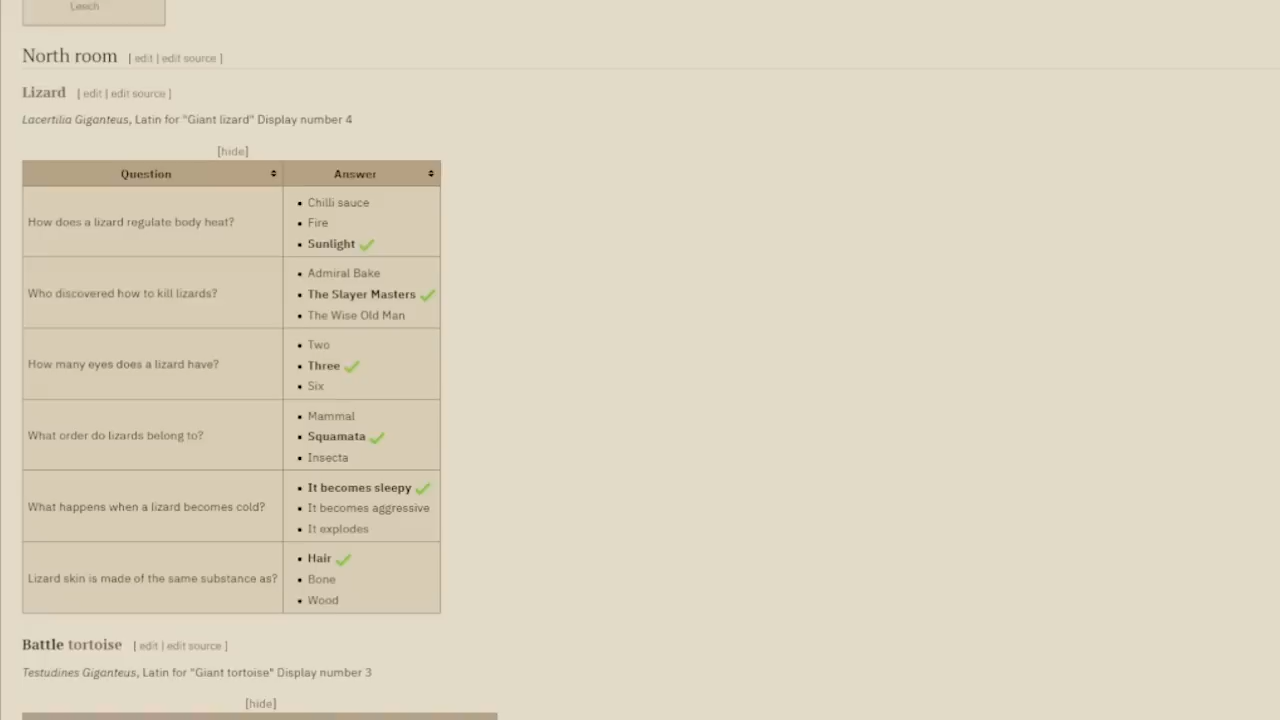 Leech
North room [ edit | edit source ]
Lizard [ edit | edit source ]
Lacertilia Giganteus, Latin for "Giant lizard" Display number 4
[hide]
Question Answer
How does a lizard regulate body heat?
• Chilli sauce
• Fire
• Sunlight ✓
Who discovered how to kill lizards?
• Admiral Bake
• The Slayer Masters ✓
• The Wise Old Man
How many eyes does a lizard have?
• Two
• Three ✓
• Six
What order do lizards belong to?
• Mammal
• Squamata ✓
• Insecta
What happens when a lizard becomes cold?
• It becomes sleepy ✓
• It becomes aggressive
• It explodes
Lizard skin is made of the same substance as?
• Hair ✓
• Bone
• Wood
Battle tortoise [ edit | edit source ]
Testudines Giganteus, Latin for "Giant tortoise" Display number 3
[hide]